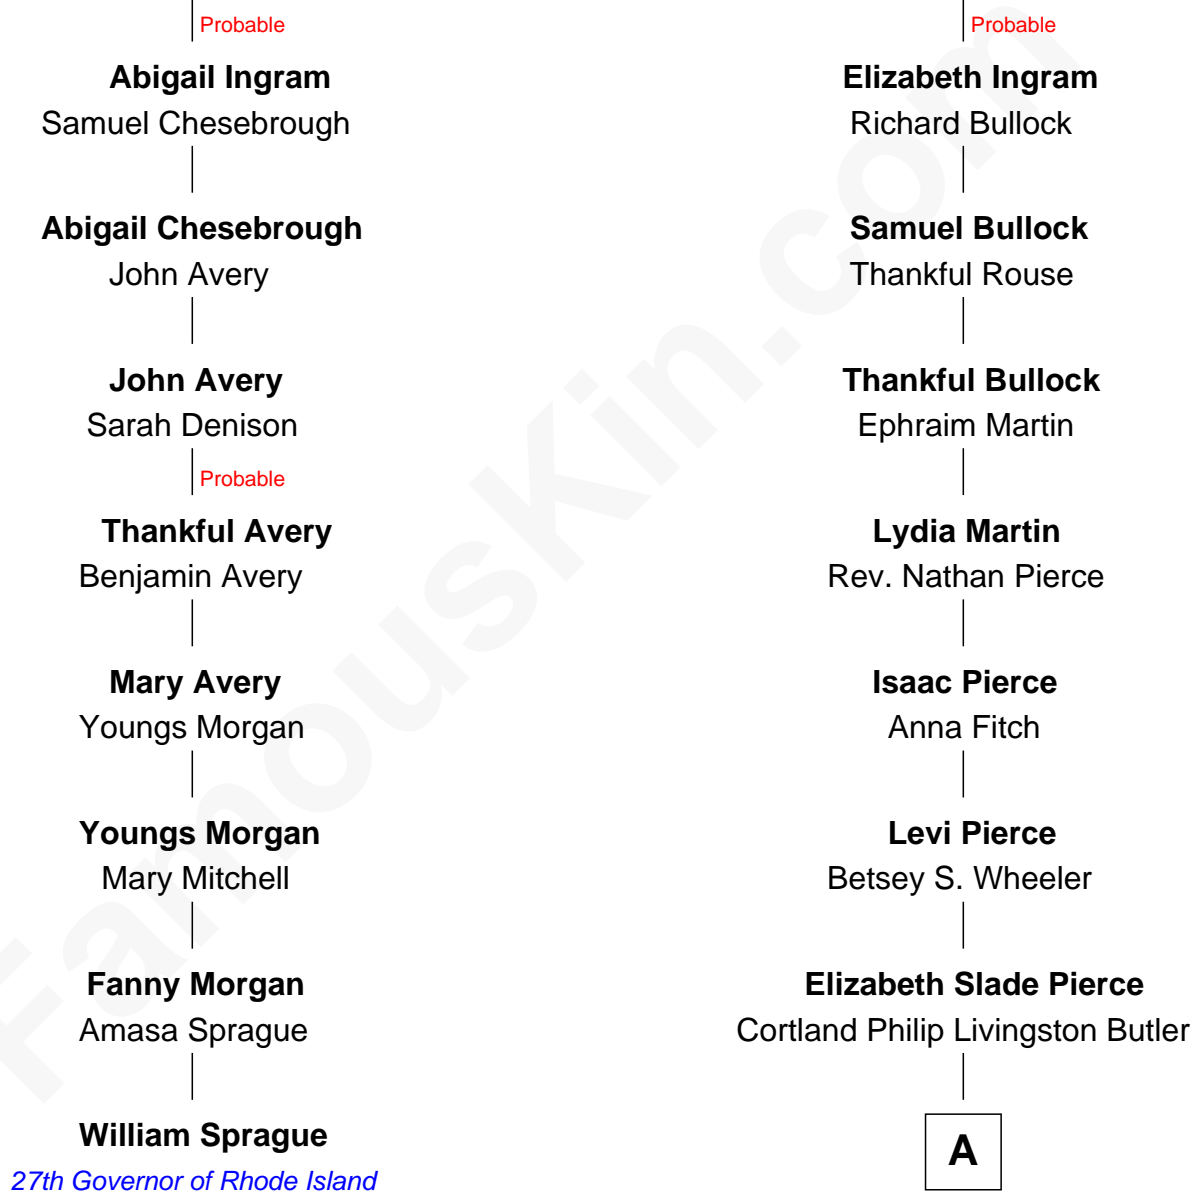 Probable
Abigail Ingram
Samuel Chesebrough
Abigail Chesebrough
John Avery
John Avery
Sarah Denison
Probable
Thankful Avery
Benjamin Avery
Mary Avery
Youngs Morgan
Youngs Morgan
Mary Mitchell
Fanny Morgan
Amasa Sprague
William Sprague
27th Governor of Rhode Island
Probable
Elizabeth Ingram
Richard Bullock
Samuel Bullock
Thankful Rouse
Thankful Bullock
Ephraim Martin
Lydia Martin
Rev. Nathan Pierce
Isaac Pierce
Anna Fitch
Levi Pierce
Betsey S. Wheeler
Elizabeth Slade Pierce
Cortland Philip Livingston Butler
A
FamousKin.com